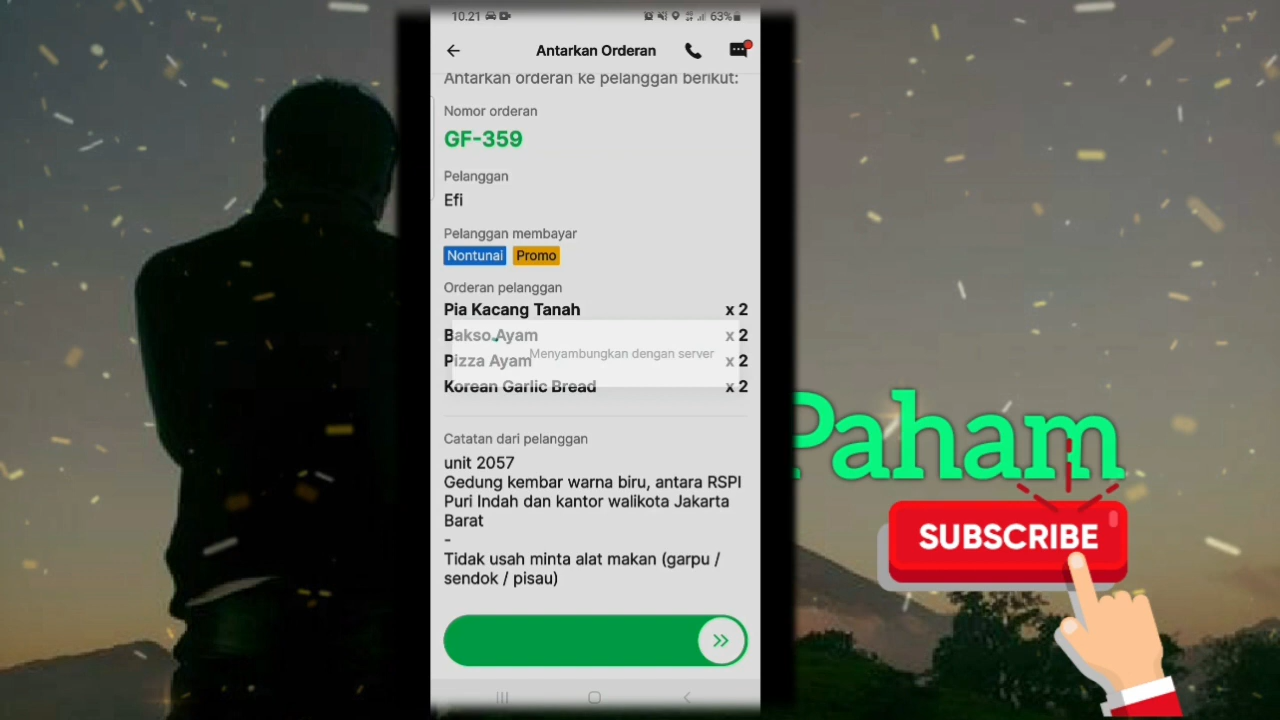 10.21
63%
Antarkan Orderan
Antarkan orderan ke pelanggan berikut:
Nomor orderan
GF-359
Pelanggan
Efi
Pelanggan membayar
Nontunai Promo
Orderan pelanggan
Pia Kacang Tanah x 2
Bakso Ayam x 2
Menyambungkan dengan server
Pizza Ayam x 2
Korean Garlic Bread x 2
Catatan dari pelanggan
unit 2057
Gedung kembar warna biru, antara RSPI
Puri Indah dan kantor walikota Jakarta
Barat
-
Tidak usah minta alat makan (garpu /
sendok / pisau)
Paham
SUBSCRIBE